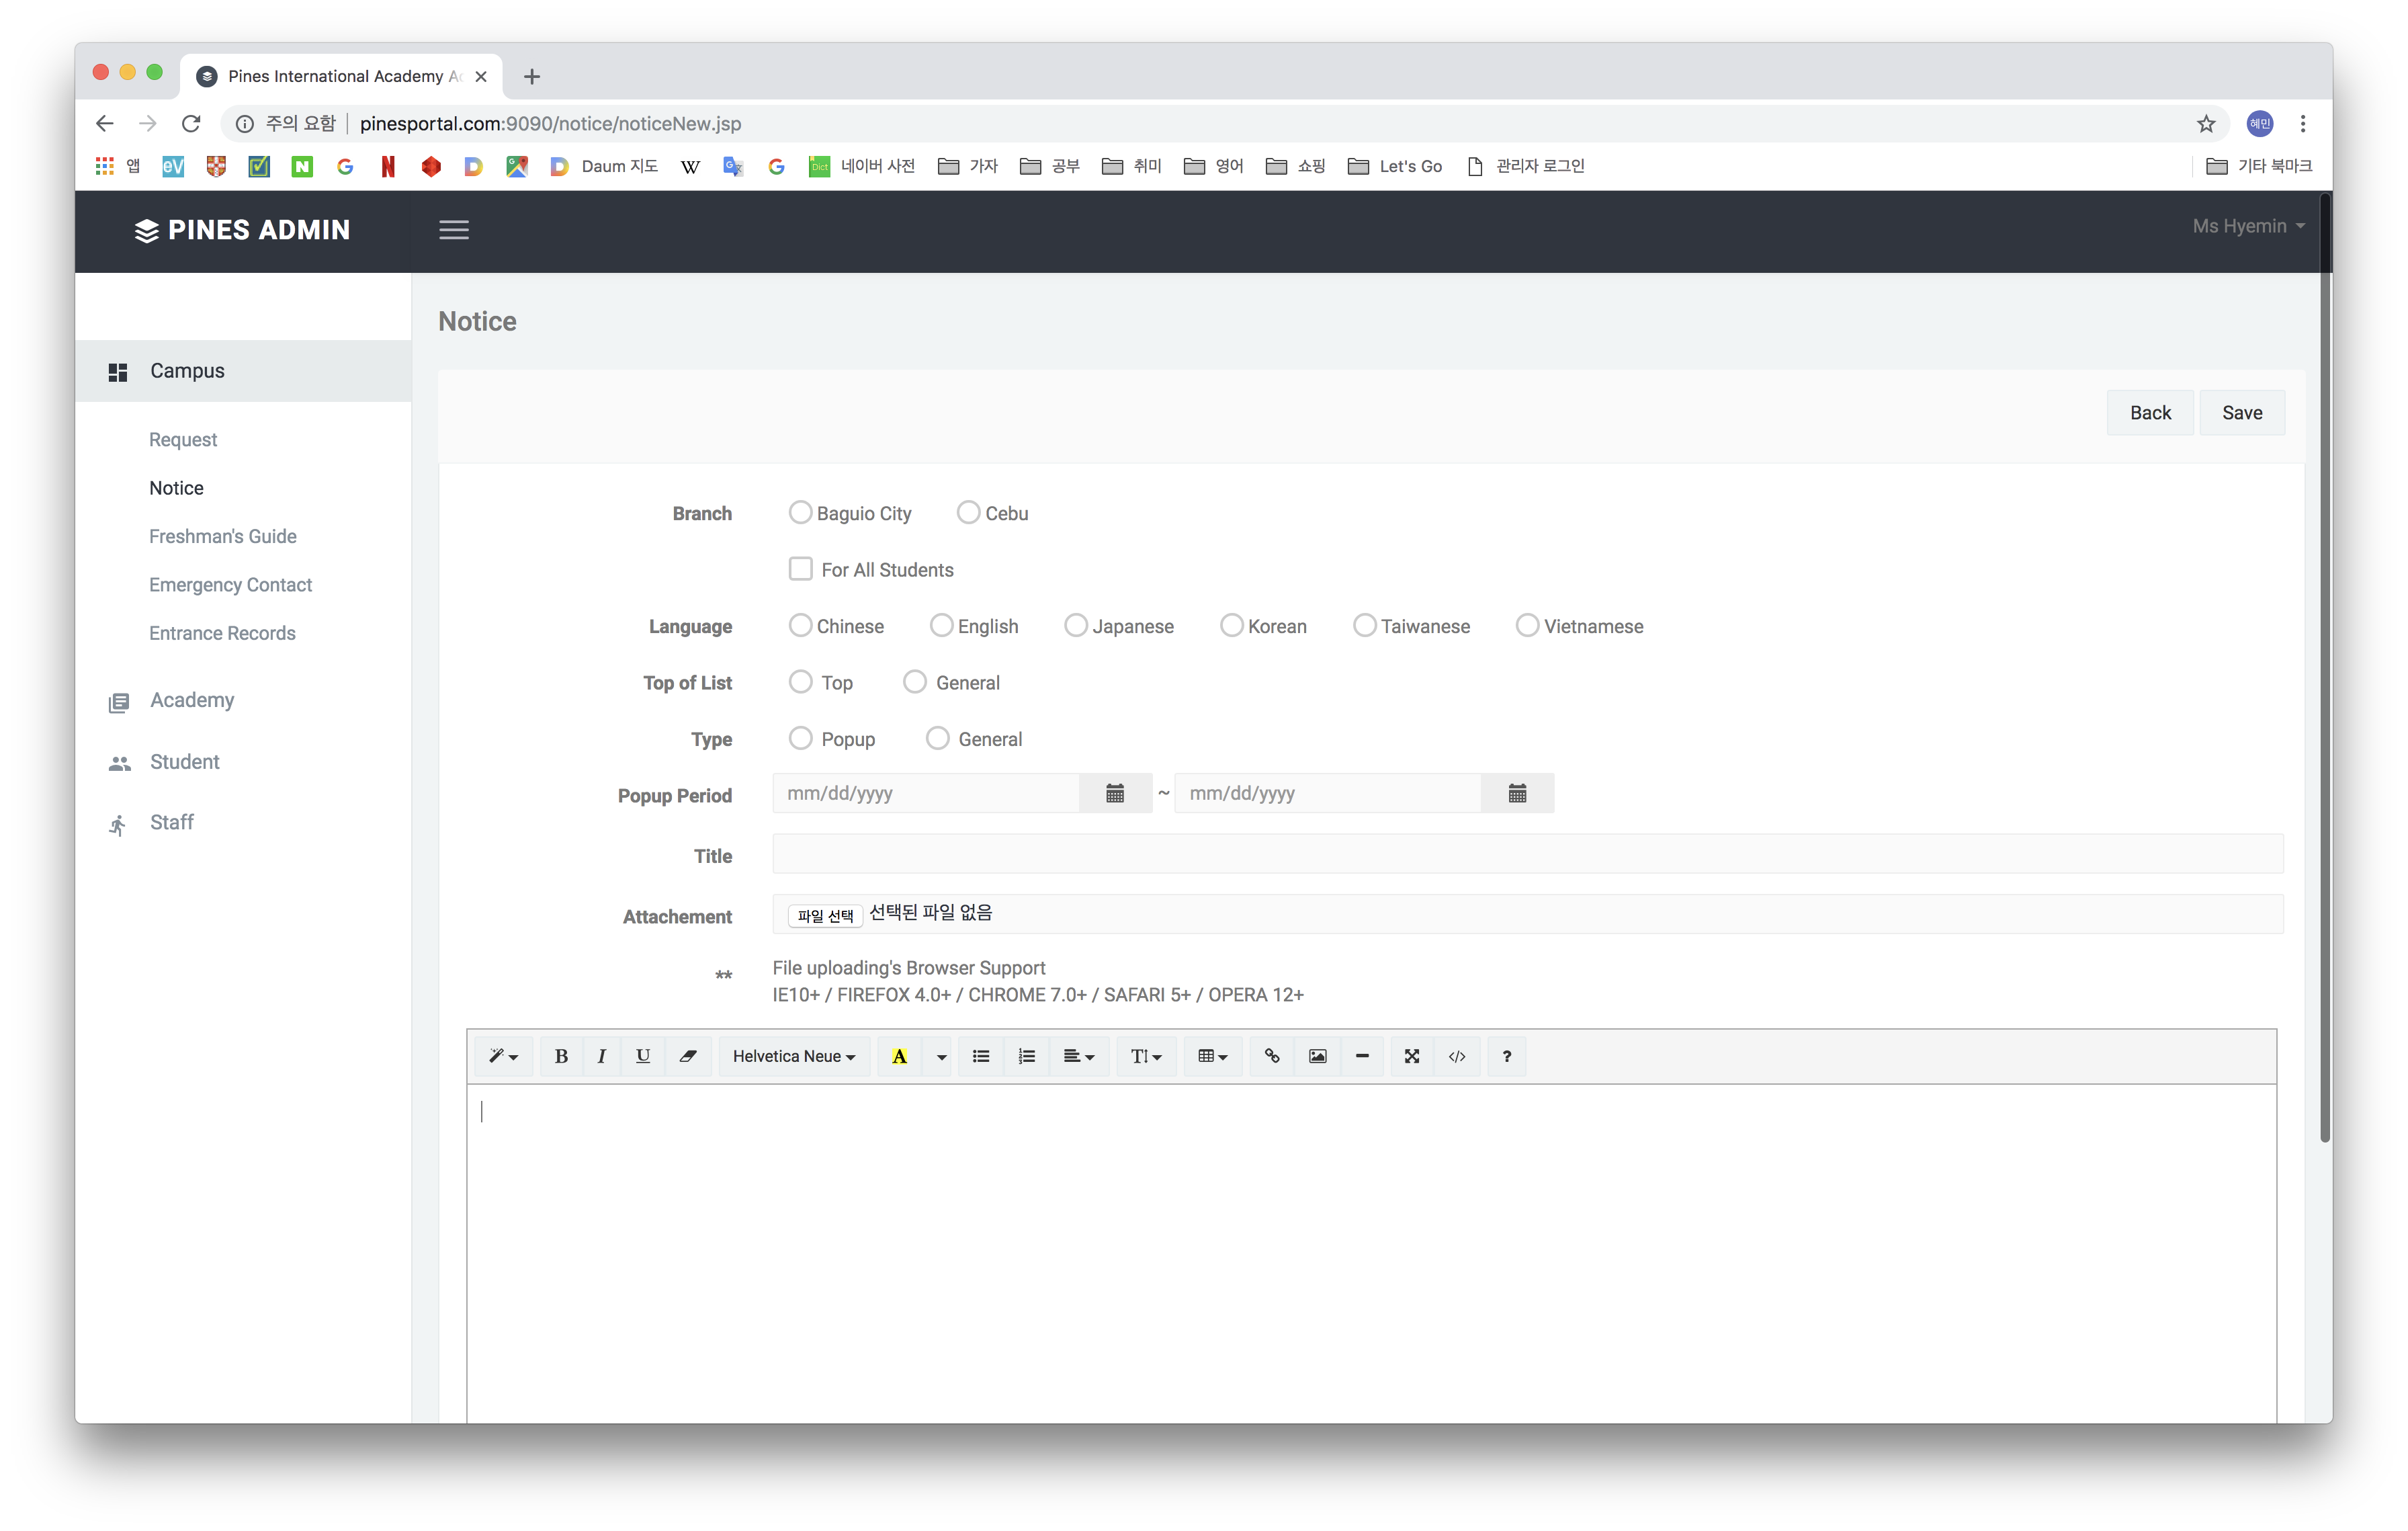 Pines International Academy
주의 요함 pinesportal.com:9090/notice/noticeNew.jsp 혜민
앱 eV N G N D G D Daum 지도 W G G Dict 네이버 사전 가자 공부 취미 영어 쇼핑 Let's Go 관리자 로그인 기타 북마크
PINES ADMIN Ms Hyemin
Notice
Campus
Back Save
Request
Notice
Freshman's Guide
Emergency Contact
Entrance Records
Academy
Student
Staff
Branch Baguio City Cebu
For All Students
Language Chinese English Japanese Korean Taiwanese Vietnamese
Top of List Top General
Type Popup General
Popup Period mm/dd/yyyy ~ mm/dd/yyyy
Title
Attachement 파일 선택 선택된 파일 없음
** File uploading's Browser Support
IE10+ / FIREFOX 4.0+ / CHROME 7.0+ / SAFARI 5+ / OPERA 12+
B I U Helvetica Neue A T </> ?